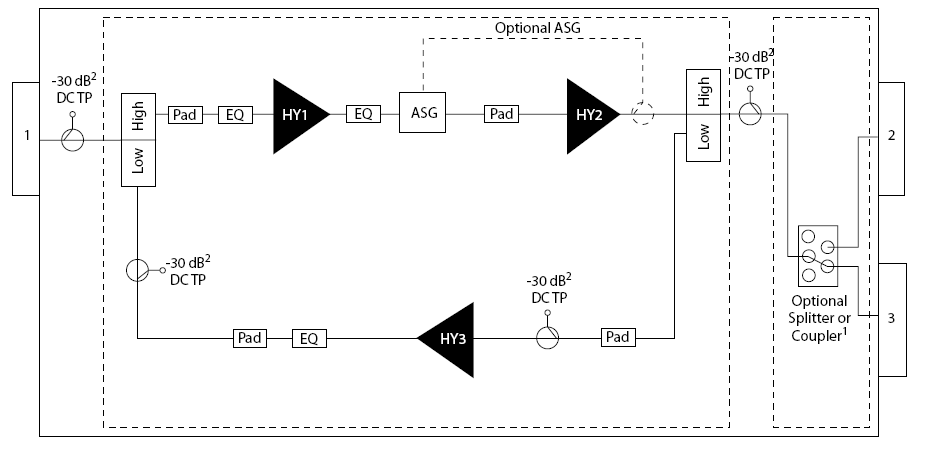 Optional ASG
-30 dB²
DC TP
-30 dB²
DC TP
1
High
Low
Pad
EQ
HY1
EQ
ASG
Pad
HY2
High
Low
2
-30 dB²
DC TP
-30 dB²
DC TP
Optional
Splitter or
Coupler¹
3
Pad
EQ
HY3
Pad